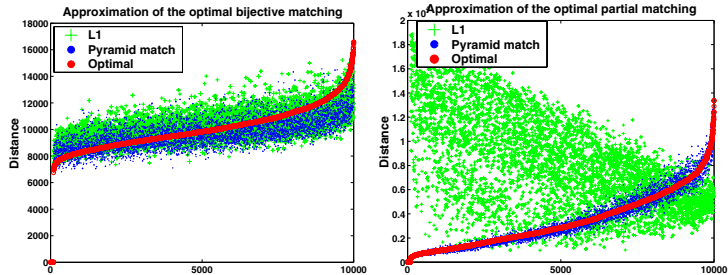 Approximation of the optimal bijective matching
18000
16000
14000
12000
10000
8000
6000
4000
2000
0
Distance
L1
Pyramid match
Optimal
0
5000
10000
Approximation of the optimal partial matching
2
1.8
1.6
1.4
1.2
1
0.8
0.6
0.4
0.2
0
Distance
L1
Pyramid match
Optimal
0
5000
10000